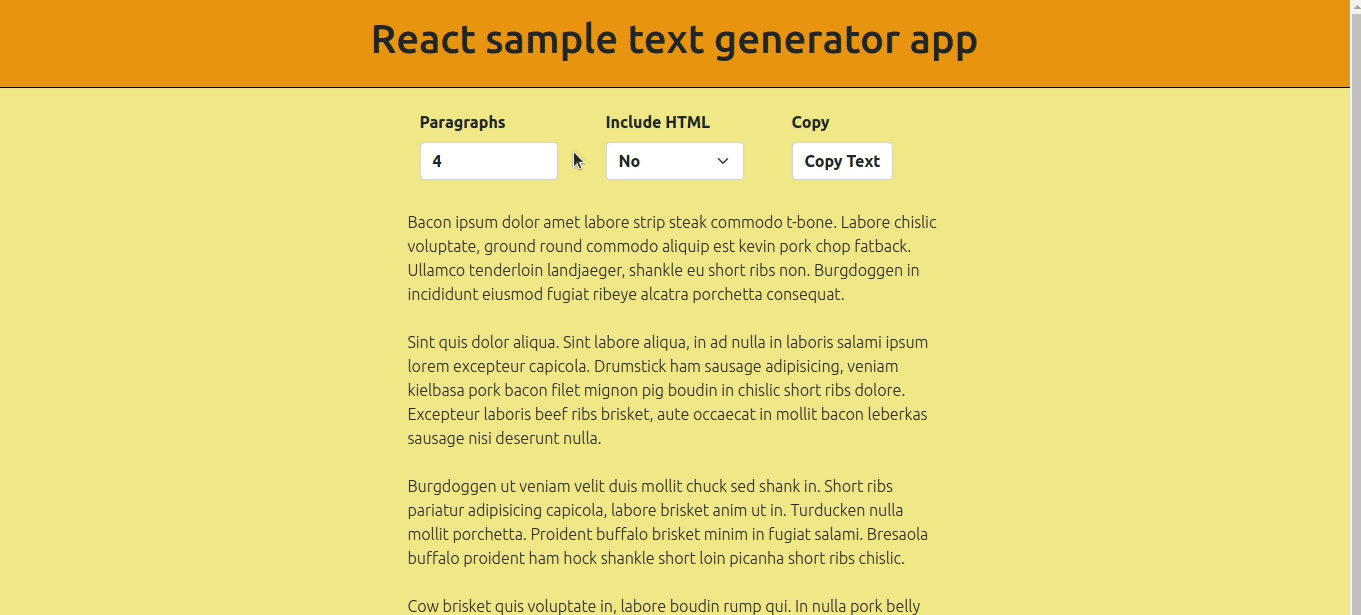 React sample text generator app
Paragraphs Include HTML Copy
4 No Copy Text
Bacon ipsum dolor amet labore strip steak commodo t-bone. Labore chislic
voluptate, ground round commodo aliquip est kevin pork chop fatback.
Ullamco tenderloin landjaeger, shankle eu short ribs non. Burgdoggen in
incididunt eiusmod fugiat ribeye alcatra porchetta consequat.
Sint quis dolor aliqua. Sint labore aliqua, in ad nulla in laboris salami ipsum
lorem excepteur capicola. Drumstick ham sausage adipisicing, veniam
kielbasa pork bacon filet mignon pig boudin in chislic short ribs dolore.
Excepteur laboris beef ribs brisket, aute occaecat in mollit bacon leberkas
sausage nisi deserunt nulla.
Burgdoggen ut veniam velit duis mollit chuck sed shank in. Short ribs
pariatur adipisicing capicola, labore brisket anim ut in. Turducken nulla
mollit porchetta. Proident buffalo brisket minim in fugiat salami. Bresaola
buffalo proident ham hock shankle short loin picanha short ribs chislic.
Cow brisket quis voluptate in, labore boudin rump qui. In nulla pork belly